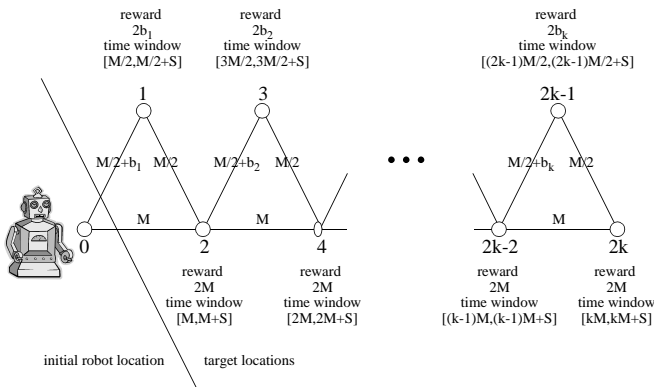 reward
2b1
time window
[M/2,M/2+S]
reward
2b2
time window
[3M/2,3M/2+S]
reward
2bk
time window
[(2k-1)M/2,(2k-1)M/2+S]
1
3
2k-1
M/2+b1
M/2
M/2+b2
M/2
M/2+bk
M/2
M
M
M
0
2
4
2k-2
2k
reward
2M
time window
[M,M+S]
reward
2M
time window
[2M,2M+S]
reward
2M
time window
[(k-1)M,(k-1)M+S]
reward
2M
time window
[kM,kM+S]
initial robot location
target locations